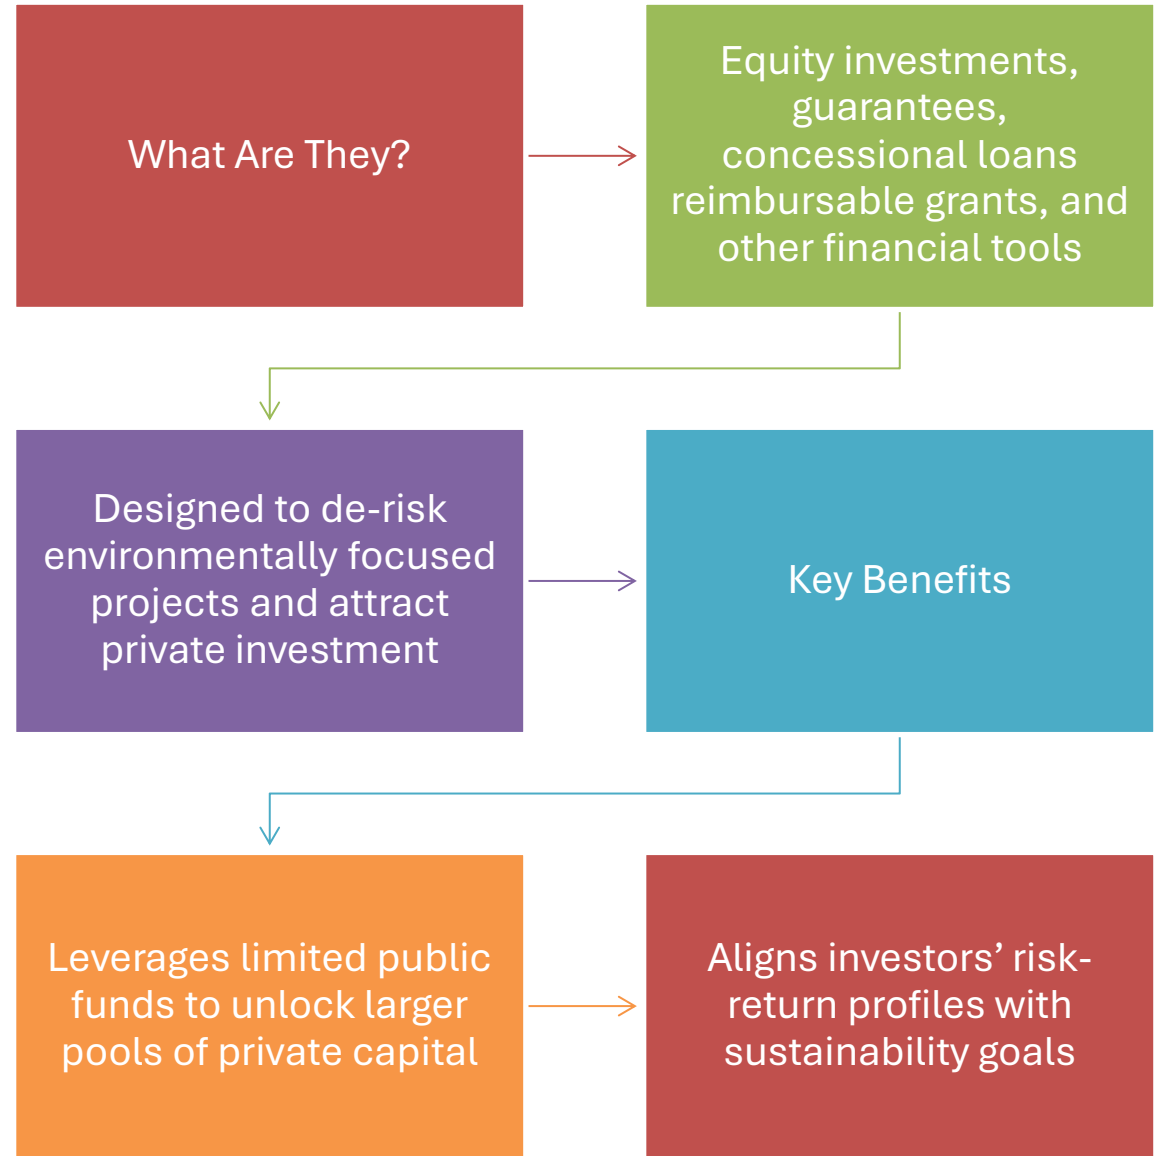 What Are They?
Equity investments,
guarantees,
concessional loans
reimbursable grants, and
other financial tools
Designed to de-risk
environmentally focused
projects and attract
private investment
Key Benefits
Leverages limited public
funds to unlock larger
pools of private capital
Aligns investors’ risk-
return profiles with
sustainability goals